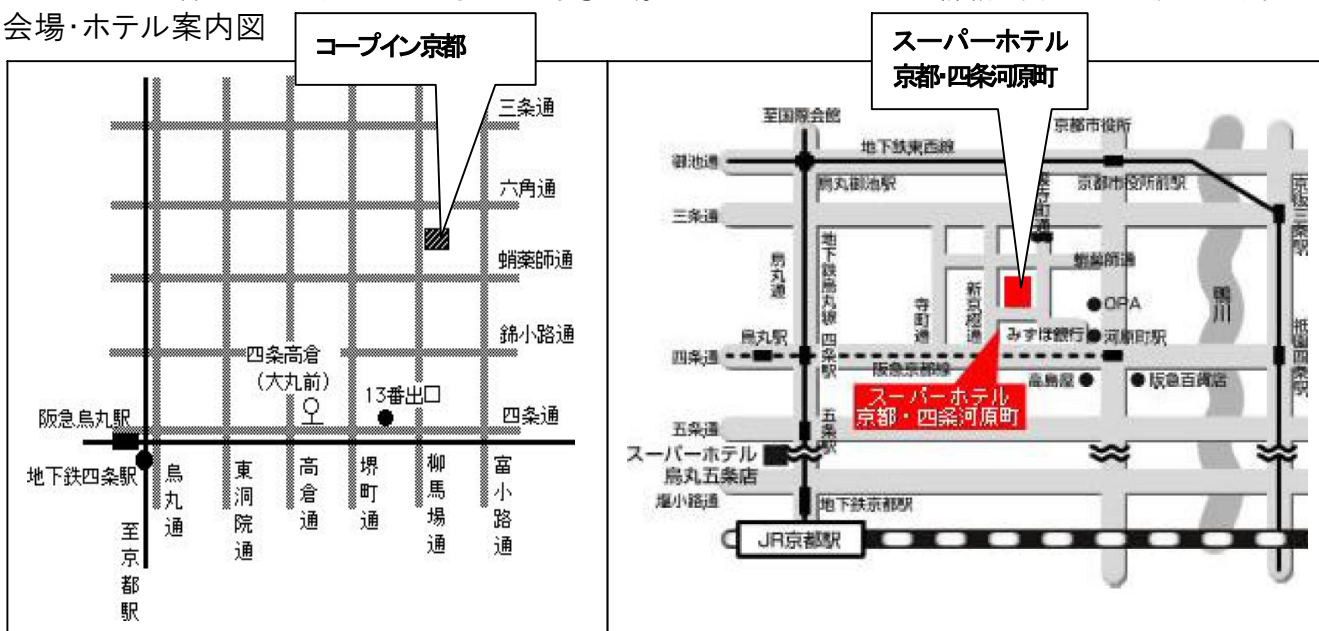 会場・ホテル案内図
コープイン京都
三条通
六角通
蛸薬師通
錦小路通
四条高倉
(大丸前)
13番出口
四条通
阪急烏丸駅
地下鉄四条駅
烏丸通
東洞院通
高倉通
堺町通
柳馬場通
富小路通
至京都駅
スーパーホテル
京都・四条河原町
至国際会館
京都市役所
地下鉄東西線
御池通
烏丸御池駅
京都市役所前駅
三条通
京阪三条駅
地下鉄烏丸線
烏丸通
蛸薬師通
寺町通
新京極通
OPA
鴨川
みずほ銀行
河原町駅
烏丸駅
四条駅
四条通
阪急京都線
祇園四条駅
高島屋
阪急百貨店
スーパーホテル
京都・四条河原町
五条通
五条駅
スーパーホテル
烏丸五条店
塩小路通
地下鉄京都駅
JR京都駅